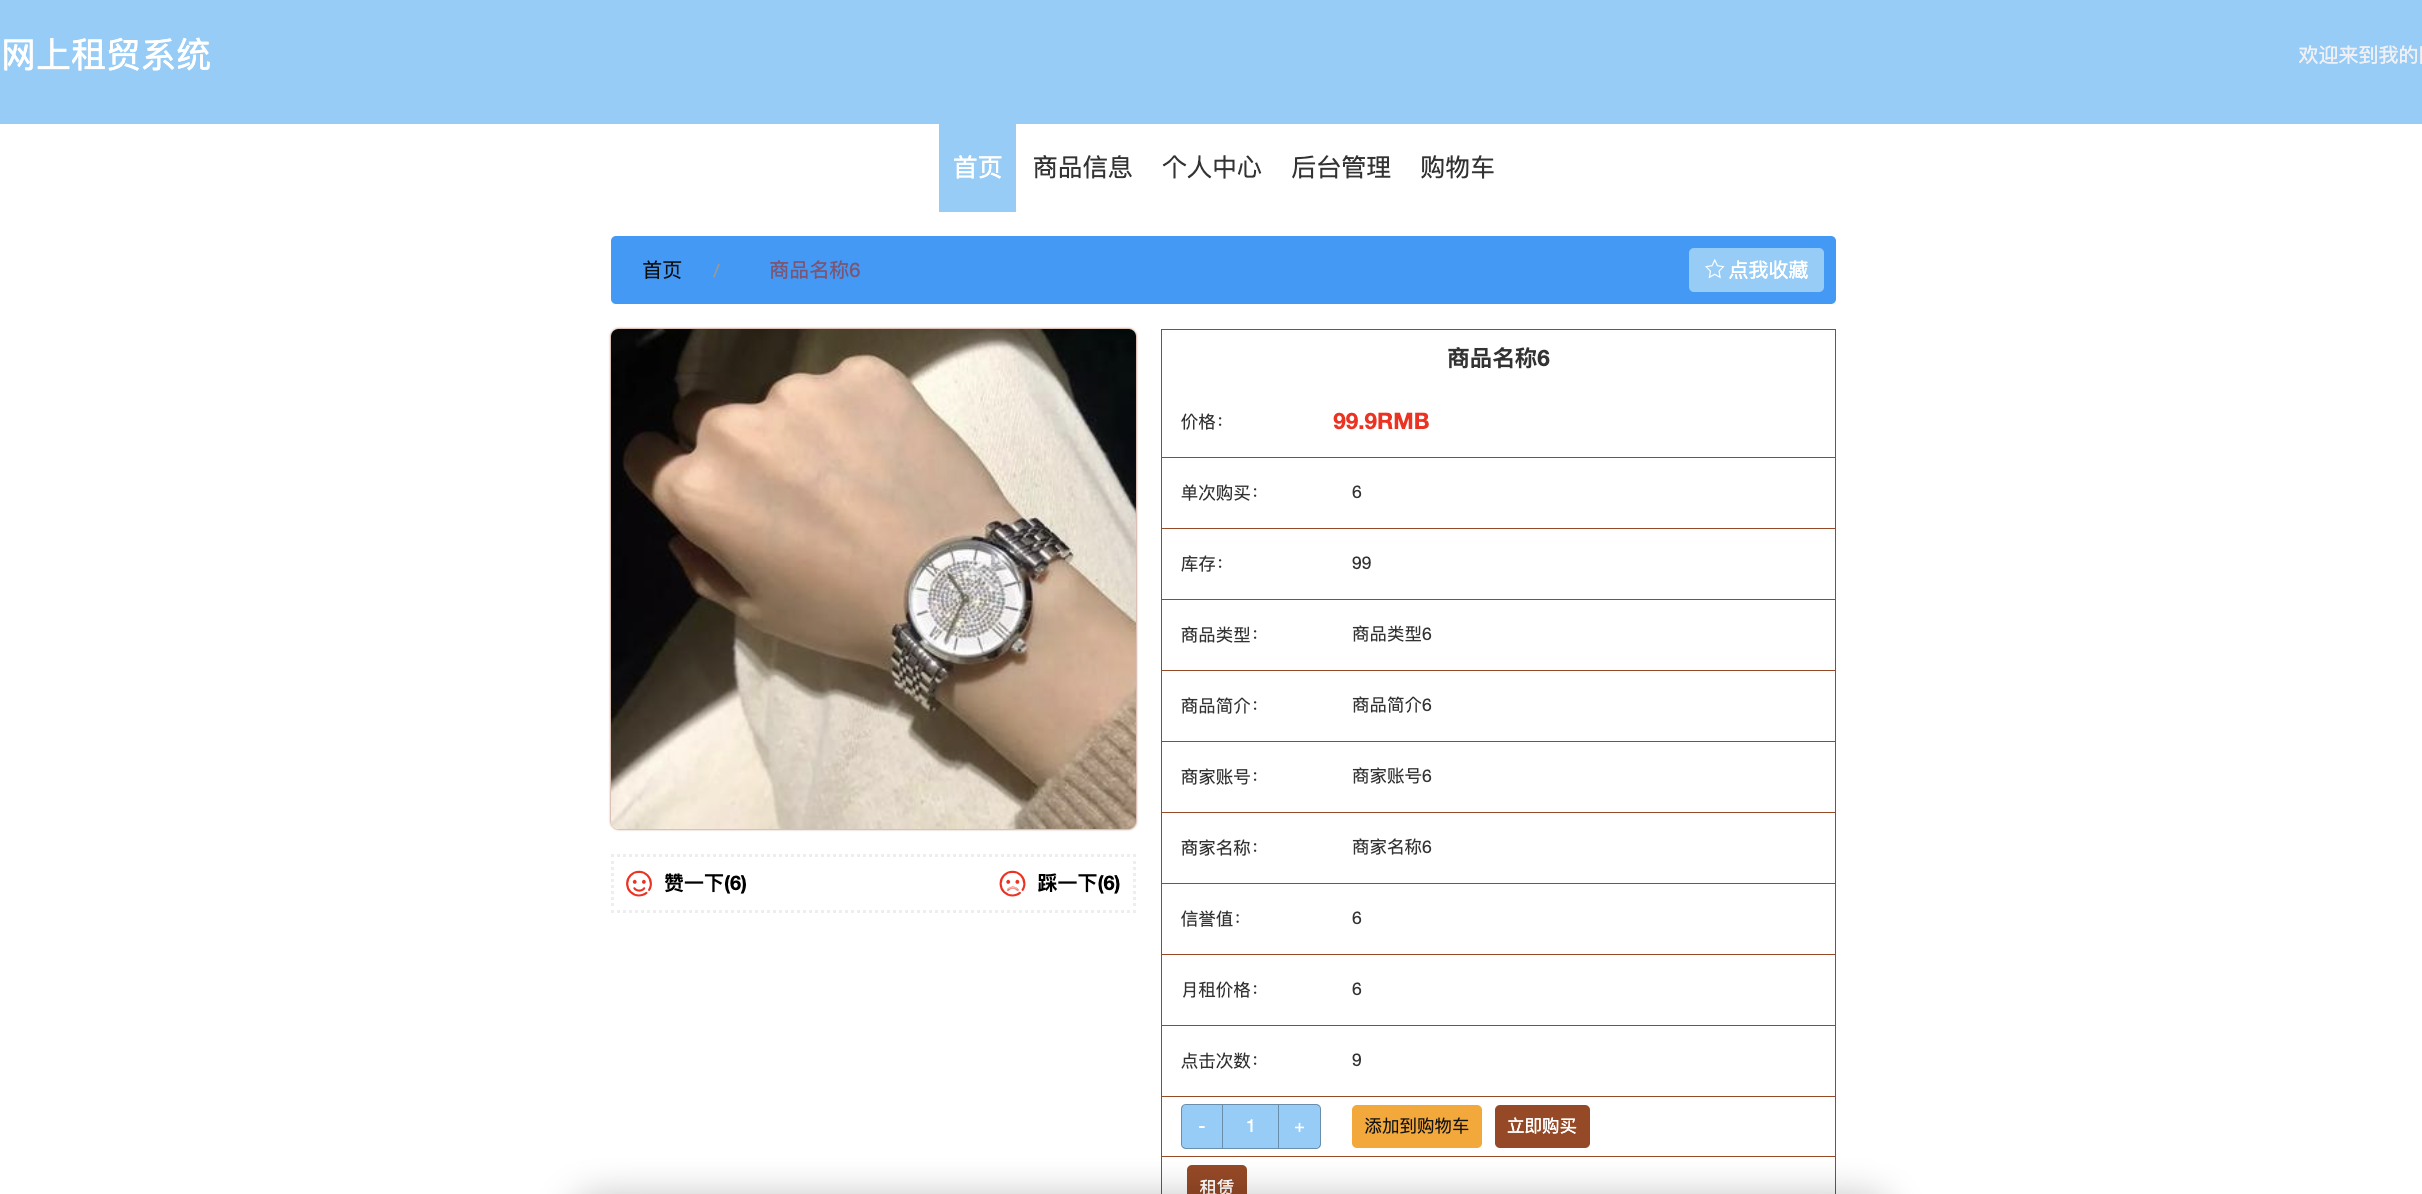 网上租贸系统
欢迎来到我的
首页 商品信息 个人中心 后台管理 购物车
首页 / 商品名称6
点我收藏
商品名称6
价格： 99.9RMB
单次购买： 6
库存： 99
商品类型： 商品类型6
商品简介： 商品简介6
商家账号： 商家账号6
商家名称： 商家名称6
信誉值： 6
月租价格： 6
点击次数： 9
赞一下(6) 踩一下(6)
- 1 + 添加到购物车 立即购买
租赁